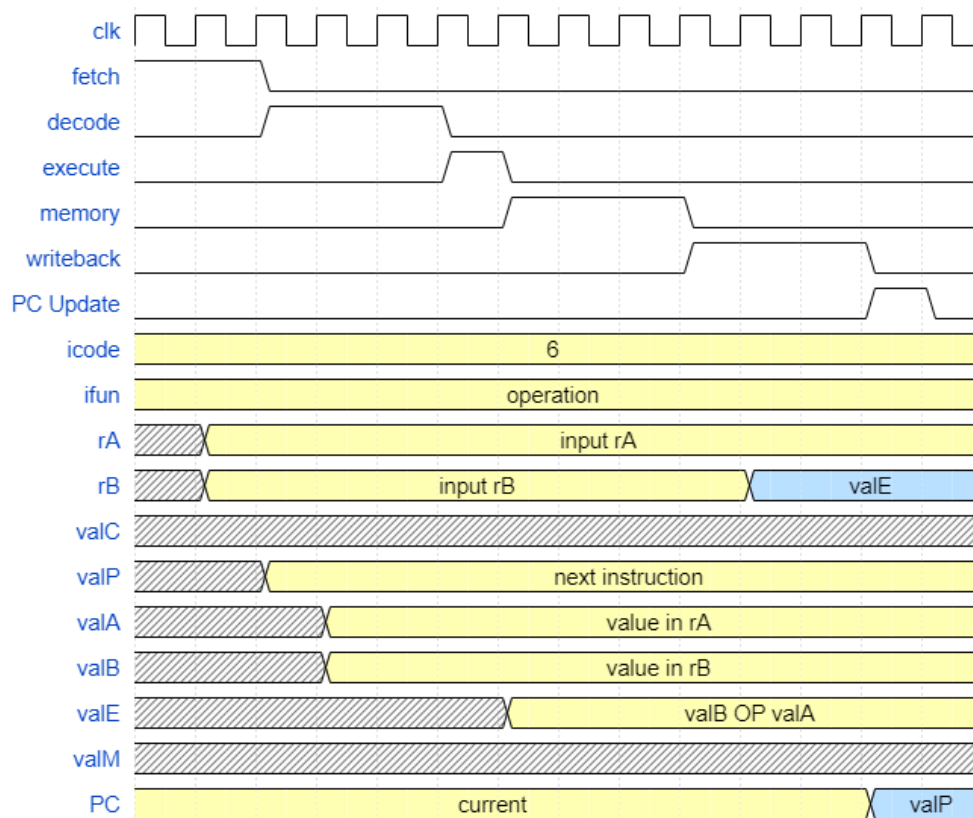 clk
fetch
decode
execute
memory
writeback
PC Update
icode 6
ifun operation
rA input rA
rB input rB valE
valC
valP next instruction
valA value in rA
valB value in rB
valE valB OP valA
valM
PC current valP